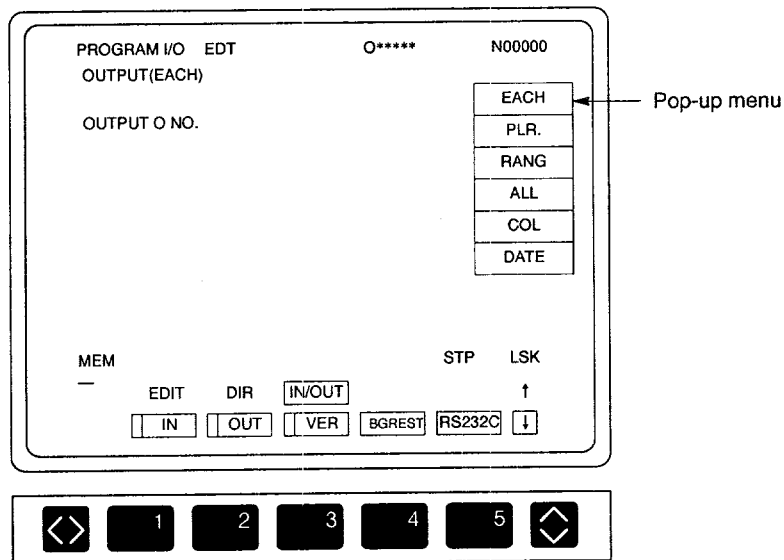 PROGRAM I/O EDT O***** N00000
OUTPUT(EACH)
EACH
Pop-up menu
OUTPUT O NO.
PLR.
RANG
ALL
COL
DATE
MEM STP LSK
EDIT DIR IN/OUT ↑
IN OUT VER BGREST RS232C ↓
1 2 3 4 5